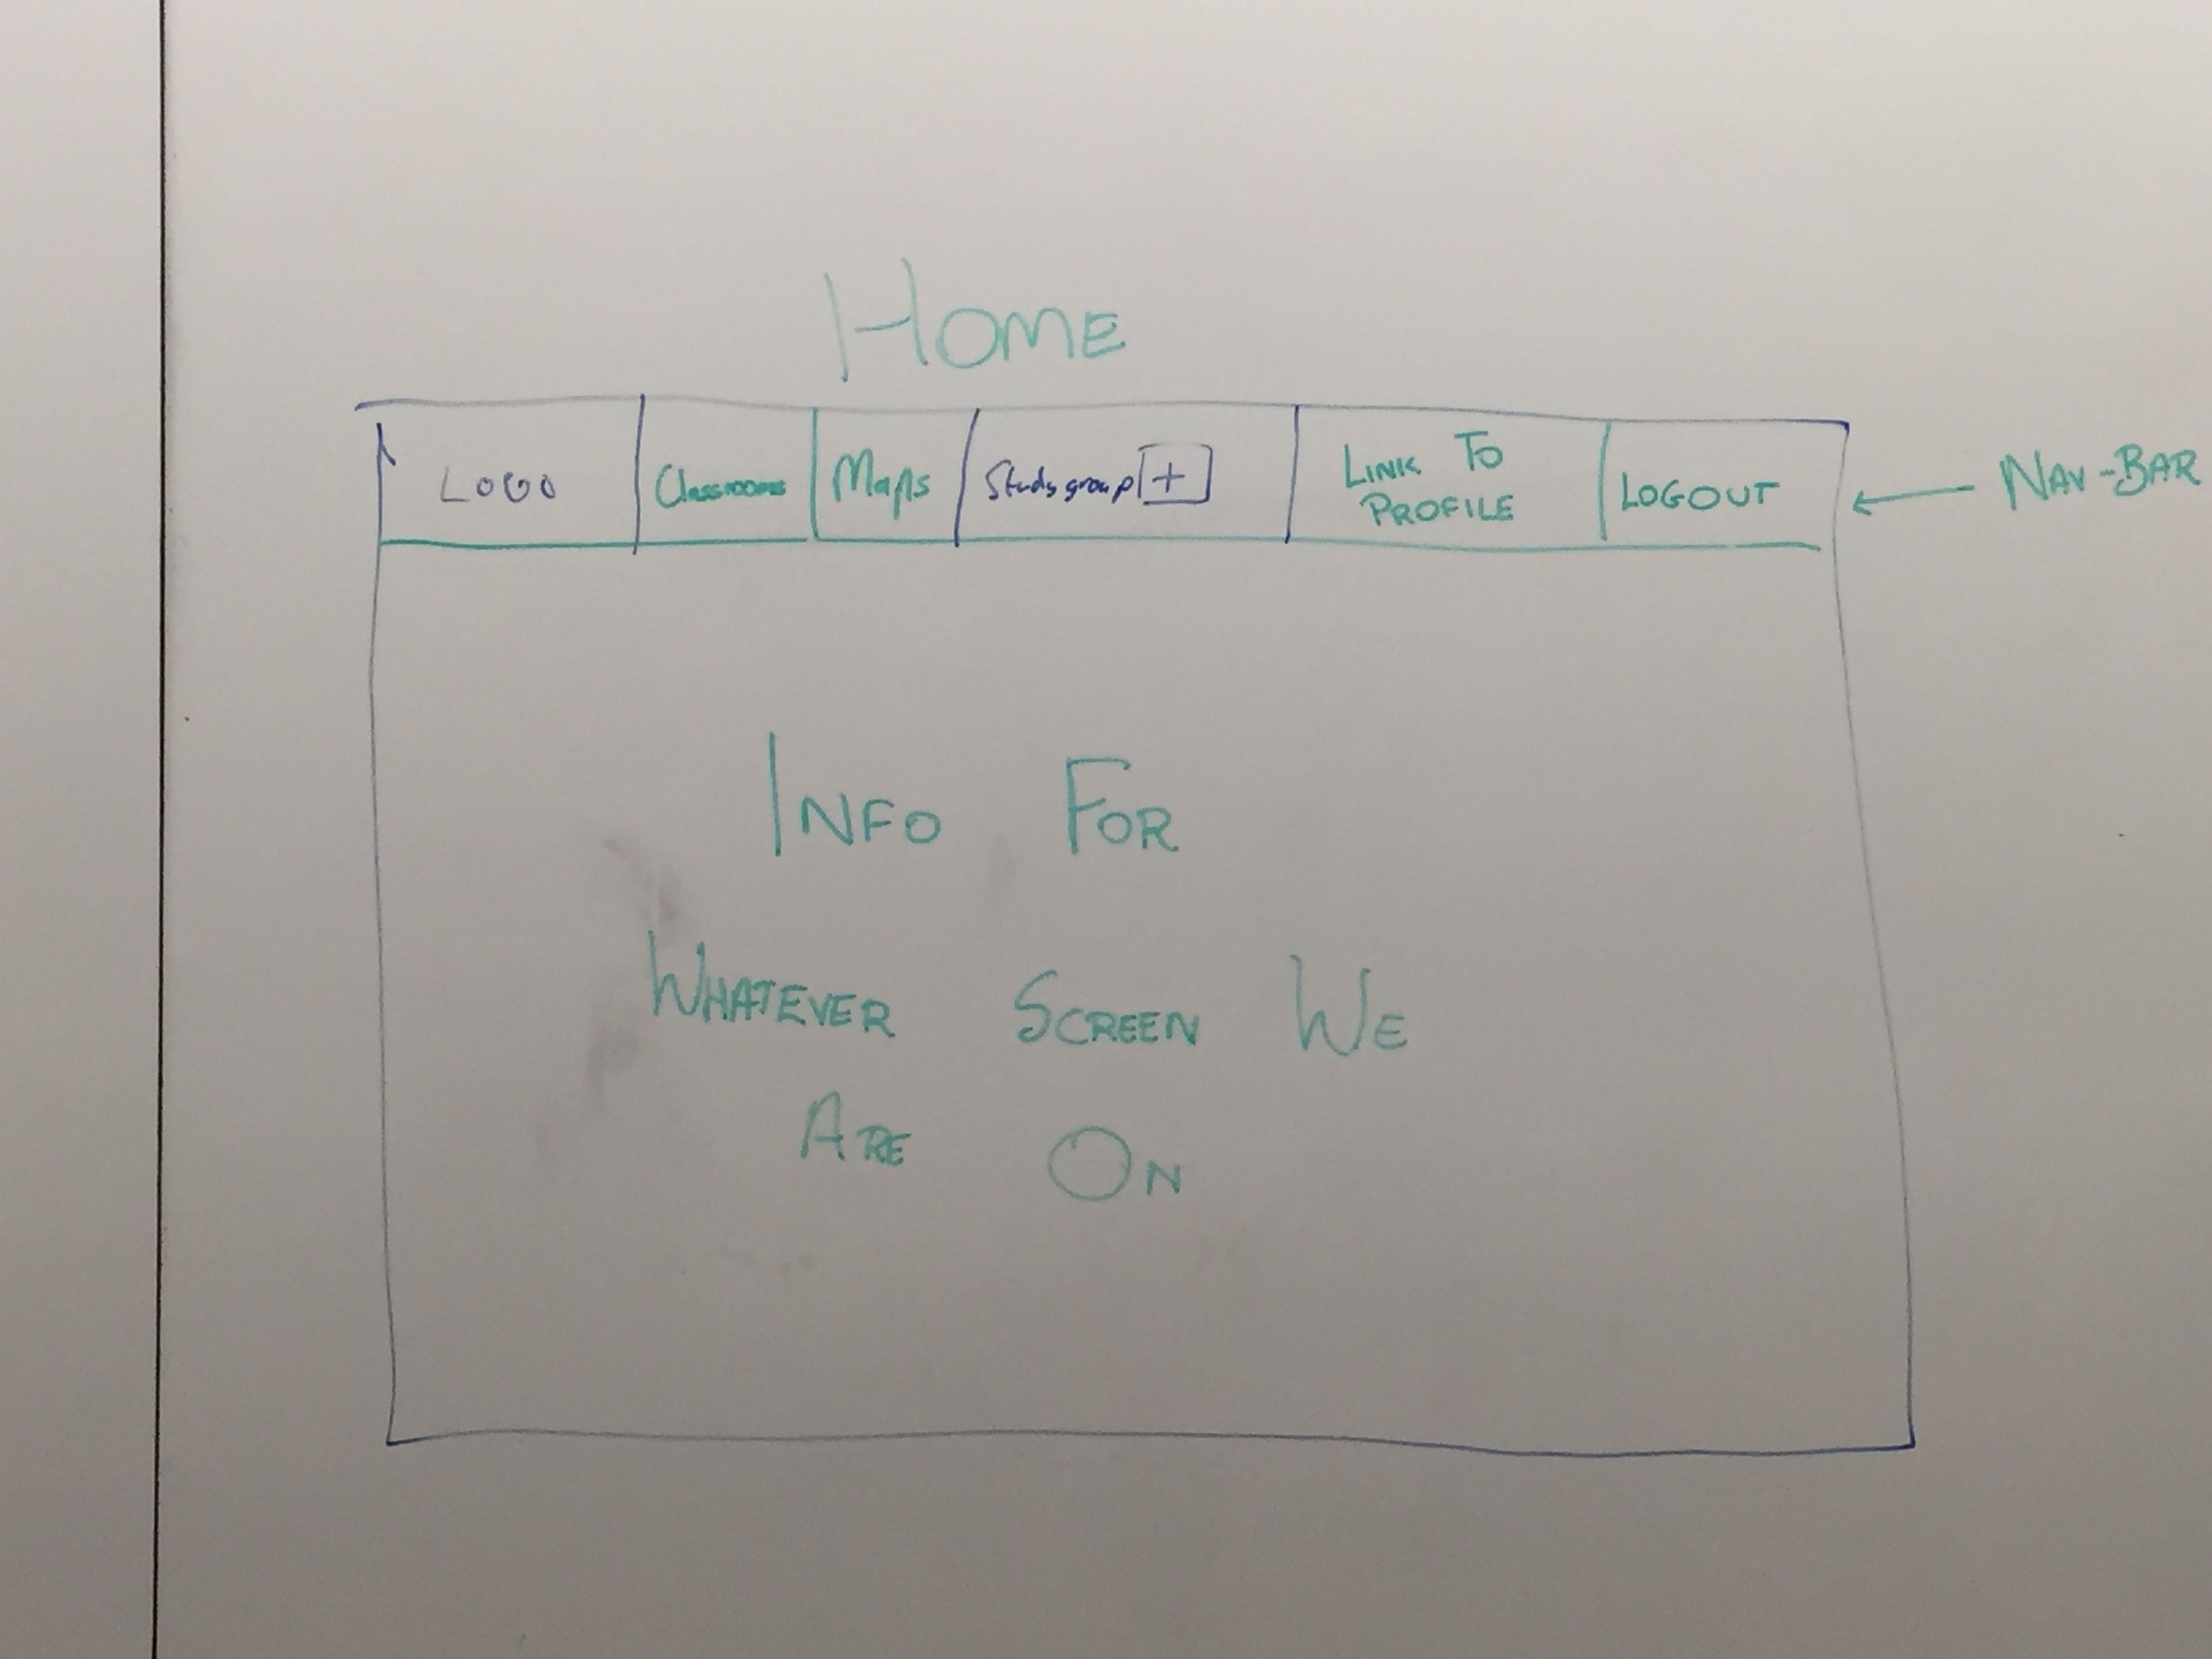 HOME
LOGO
Classrooms
Maps
Study group +
LINK TO
PROFILE
LOGOUT
NAV-BAR
INFO FOR
WHATEVER SCREEN WE
ARE ON